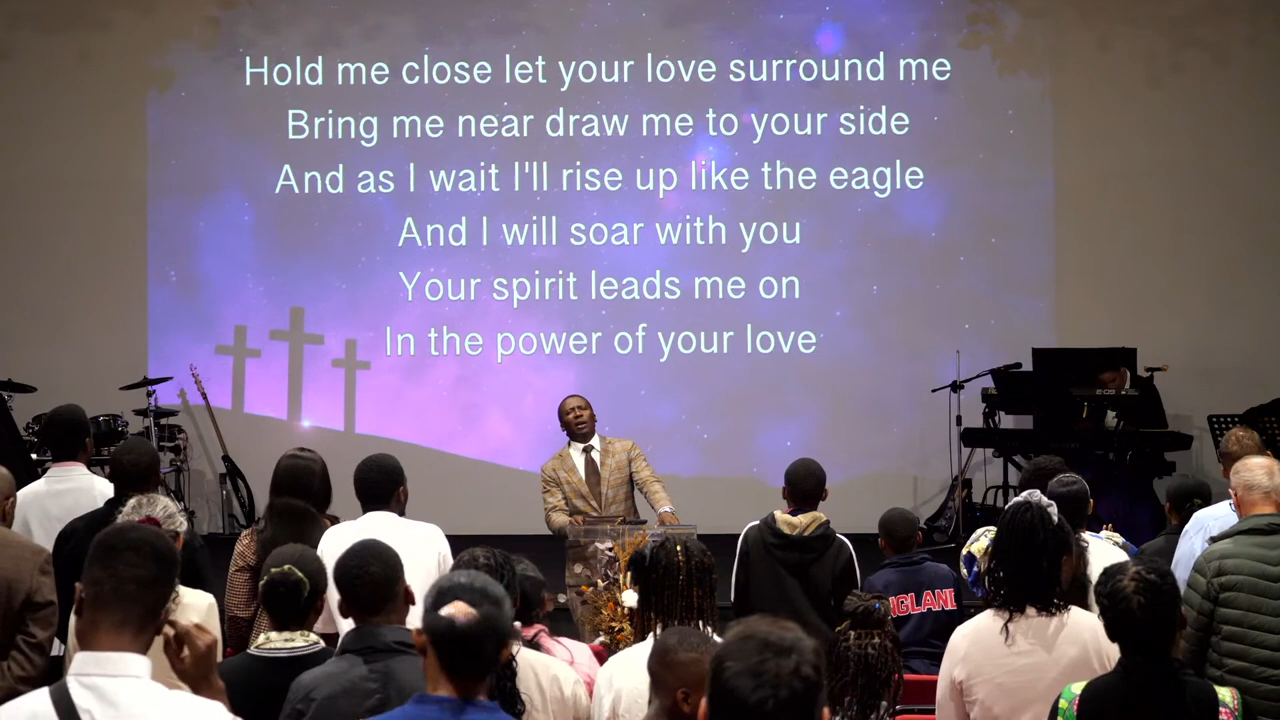 Hold me close let your love surround me
Bring me near draw me to your side
And as I wait I'll rise up like the eagle
And I will soar with you
Your spirit leads me on
In the power of your love
NGLAND